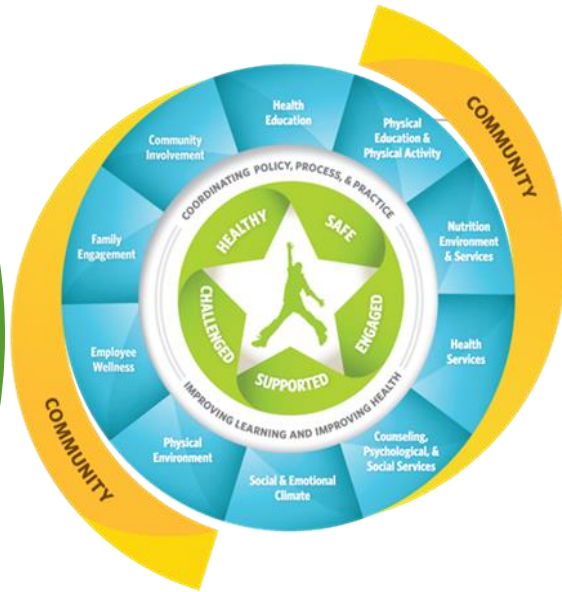 COMMUNITY
Health
Education
Physical
Education &
Physical Activity
Nutrition
Environment
& Services
Health
Services
Counseling,
Psychological, &
Social Services
Social & Emotional
Climate
Physical
Environment
Employee
Wellness
Family
Engagement
Community
Involvement
COORDINATING POLICY, PROCESS, & PRACTICE
IMPROVING LEARNING AND IMPROVING HEALTH
HEALTHY
SAFE
ENGAGED
SUPPORTED
CHALLENGED
COMMUNITY